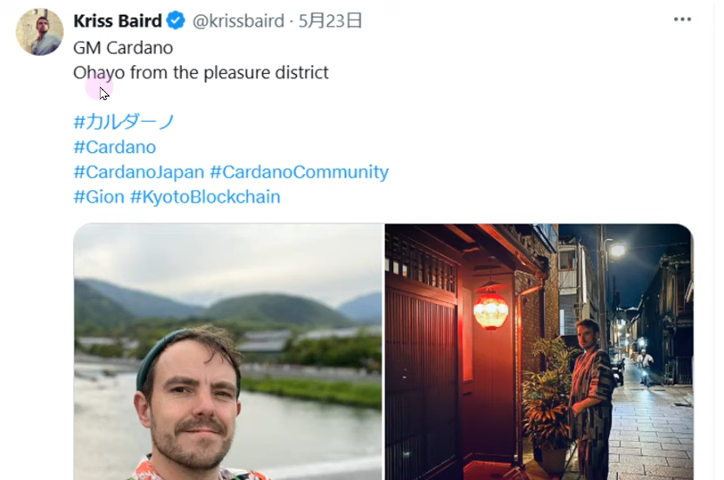 Kriss Baird @krissbaird · 5月23日
GM Cardano
Ohayo from the pleasure district
#カルダーノ
#Cardano
#CardanoJapan #CardanoCommunity
#Gion #KyotoBlockchain